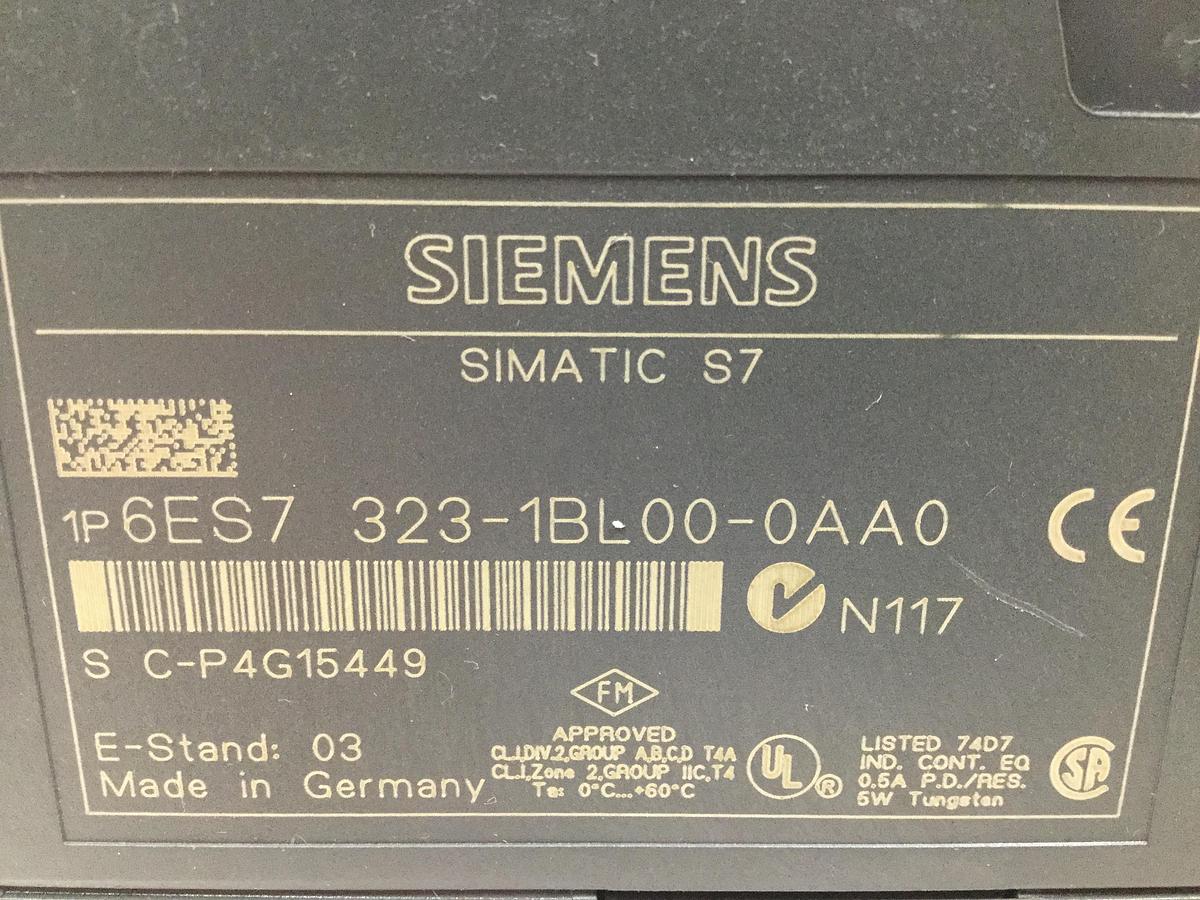 SIEMENS
SIMATIC S7
1P 6ES7 323-1BL00-0AA0
CE
N117
S C-P4G15449
FM
APPROVED
CL.I,DIV.2,GROUP A,B,C,D T4A
CL.I,Zone 2,GROUP IIC,T4
Ta: 0°C...+60°C
E-Stand: 03
Made in Germany
UL ®
LISTED 74D7
IND. CONT. EQ
0.5A P.D./RES.
5W Tungsten
SA